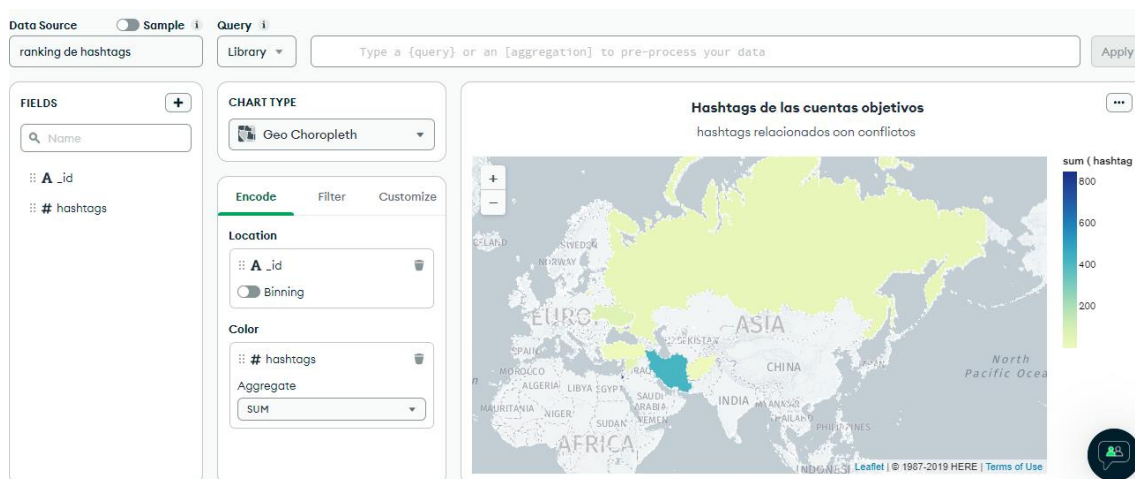 Data Source Sample i Query i
ranking de hashtags Library Type a {query} or an [aggregation] to pre-process your data Apply
FIELDS +
Name
A _id
# hashtags
CHART TYPE
Geo Choropleth
Encode Filter Customize
Location
A _id
Binning
Color
# hashtags
Aggregate
SUM
Hashtags de las cuentas objetivos
hashtags relacionados con conflictos
sum ( hashtag
800
600
400
200
+
−
SWEDEN
NORWAY
EURO
ASIA
SPAIN
MOROCCO
ALGERIA LIBYA EGYPT
IRAQ
CHINA
SAUDI
ARABIA
INDIA
MAURITANIA NIGER
SUDAN YEMEN
THAILAND
PHILIPPINES
AFRICA
North
Pacific Ocea
Leaflet | © 1987-2019 HERE | Terms of Use